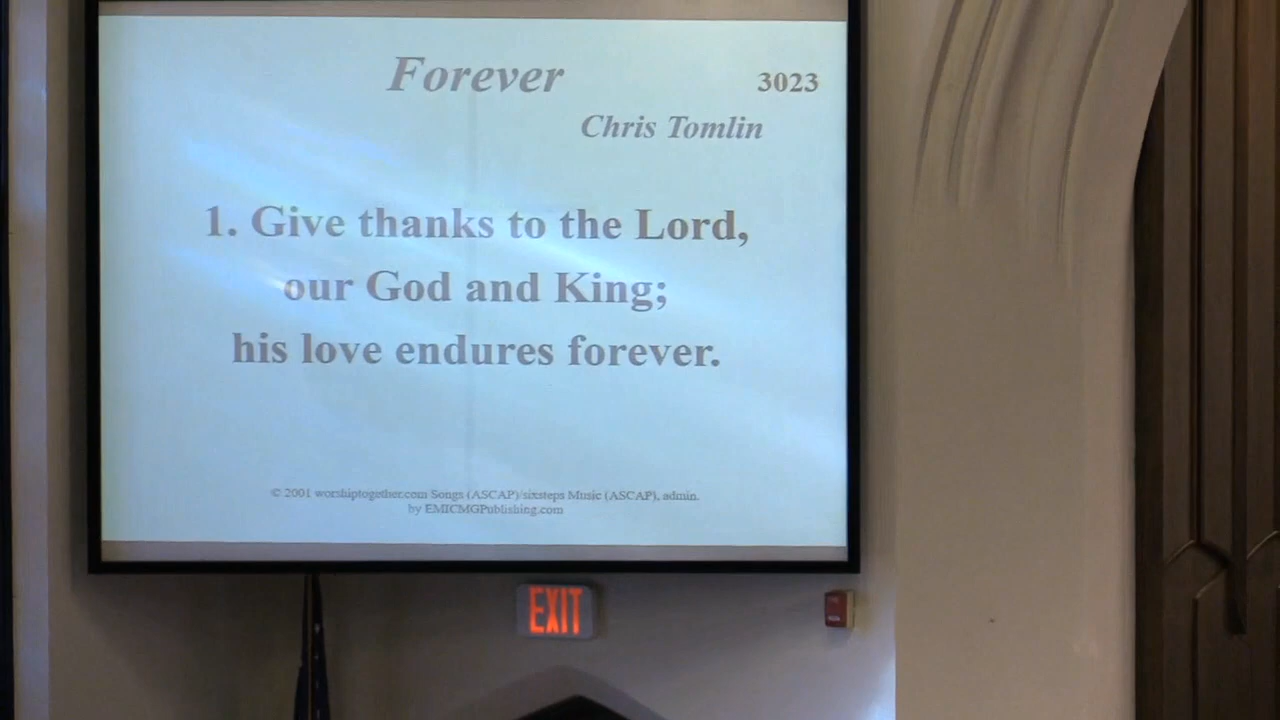 Forever
3023
Chris Tomlin
1. Give thanks to the Lord,
our God and King;
his love endures forever.
© 2001 worshiptogether.com Songs (ASCAP)/sixsteps Music (ASCAP), admin.
by EMICMGPublishing.com
EXIT